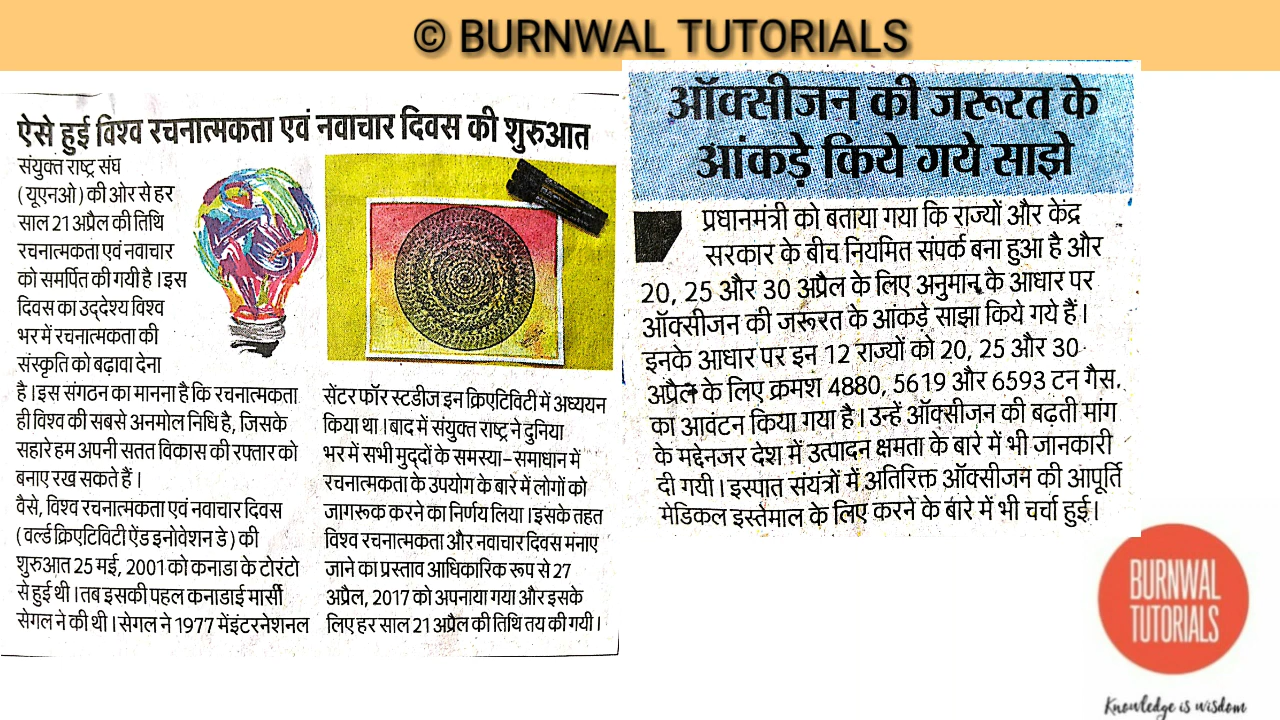 © BURNWAL TUTORIALS
ऐसे हुई विश्व रचनात्मकता एवं नवाचार दिवस की शुरुआत
संयुक्त राष्ट्र संघ
(यूएनओ) की ओर से हर
साल 21 अप्रैल की तिथि
रचनात्मकता एवं नवाचार
को समर्पित की गयी है। इस
दिवस का उद्देश्य विश्व
भर में रचनात्मकता की
संस्कृति को बढ़ावा देना
है। इस संगठन का मानना है कि रचनात्मकता
ही विश्व की सबसे अनमोल निधि है, जिसके
सहारे हम अपनी सतत विकास की रफ्तार को
बनाए रख सकते हैं।
वैसे, विश्व रचनात्मकता एवं नवाचार दिवस
(वर्ल्ड क्रिएटिविटी ऐंड इनोवेशन डे) की
शुरुआत 25 मई, 2001 को कनाडा के टोरंटो
से हुई थी। तब इसकी पहल कनाडाई मार्सी
सेगल ने की थी। सेगल ने 1977 में इंटरनेशनल
सेंटर फॉर स्टडीज इन क्रिएटिविटी में अध्ययन
किया था। बाद में संयुक्त राष्ट्र ने दुनिया
भर में सभी मुद्दों के समस्या-समाधान में
रचनात्मकता के उपयोग के बारे में लोगों को
जागरूक करने का निर्णय लिया। इसके तहत
विश्व रचनात्मकता और नवाचार दिवस मनाए
जाने का प्रस्ताव आधिकारिक रूप से 27
अप्रैल, 2017 को अपनाया गया और इसके
लिए हर साल 21 अप्रैल की तिथि तय की गयी।
ऑक्सीजन की जरूरत के
आंकड़े किये गये साझे
प्रधानमंत्री को बताया गया कि राज्यों और केंद्र
सरकार के बीच नियमित संपर्क बना हुआ है और
20, 25 और 30 अप्रैल के लिए अनुमान के आधार पर
ऑक्सीजन की जरूरत के आंकड़े साझा किये गये हैं।
इनके आधार पर इन 12 राज्यों को 20, 25 और 30
अप्रैल के लिए क्रमश 4880, 5619 और 6593 टन गैस
का आवंटन किया गया है। उन्हें ऑक्सीजन की बढ़ती मांग
के मद्देनजर देश में उत्पादन क्षमता के बारे में भी जानकारी
दी गयी। इस्पात संयंत्रों में अतिरिक्त ऑक्सीजम की आपूर्ति
मेडिकल इस्तेमाल के लिए करने के बारे में भी चर्चा हुई।
BURNWAL
TUTORIALS
Knowledge is wisdom